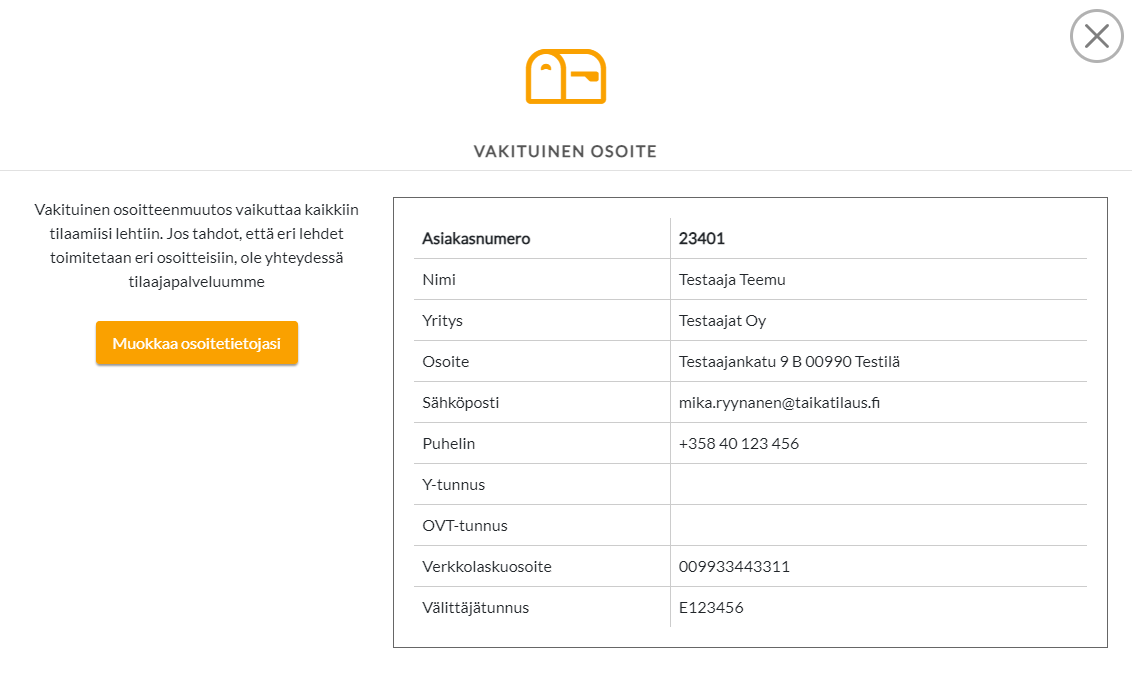 VAKITUINEN OSOITE
Vakituinen osoitteenmuutos vaikuttaa kaikkiin
tilaamiisi lehtiin. Jos tahdot, että eri lehdet
toimitetaan eri osoitteisiin, ole yhteydessä
tilaajapalveluumme
Muokkaa osoitetietojasi
Asiakasnumero 23401
Nimi Testaaja Teemu
Yritys Testaajat Oy
Osoite Testaajankatu 9 B 00990 Testilä
Sähköposti mika.ryynanen@taikatilaus.fi
Puhelin +358 40 123 456
Y-tunnus
OVT-tunnus
Verkkolaskuosoite 009933443311
Välittäjätunnus E123456